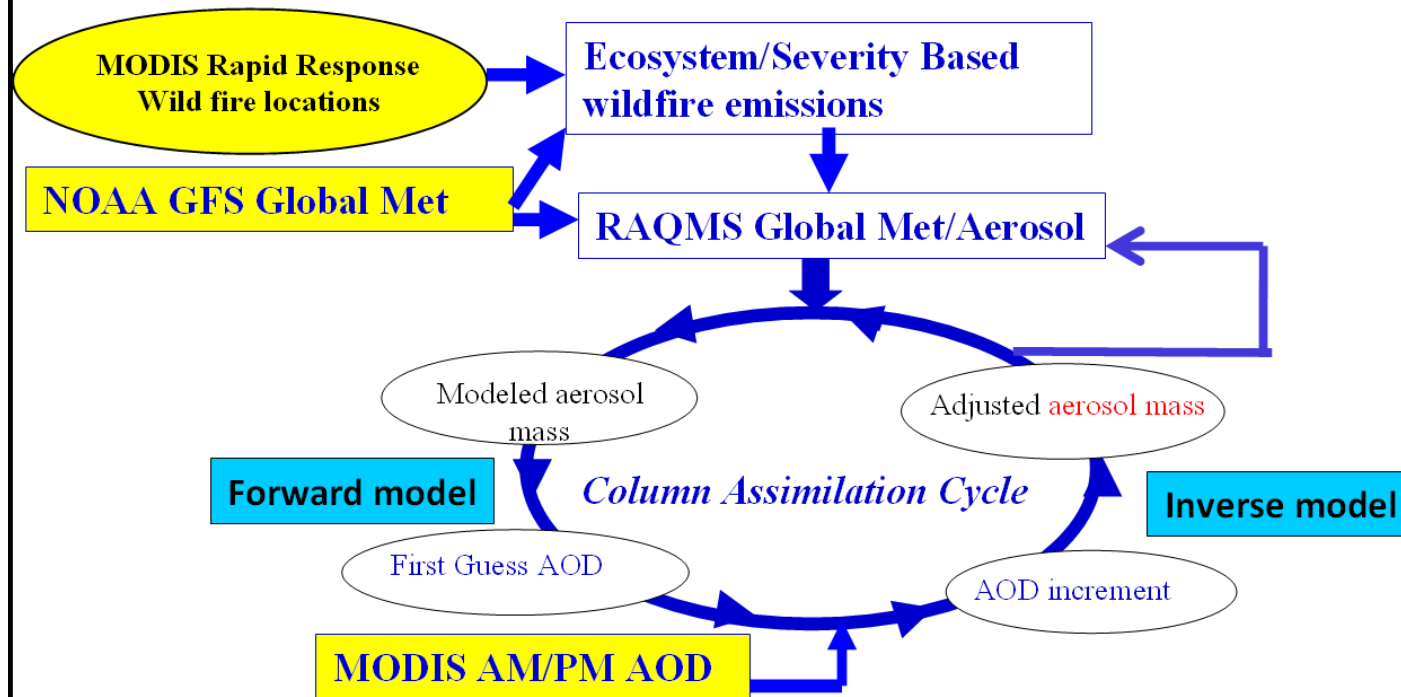 MODIS Rapid Response
Wild fire locations
Ecosystem/Severity Based
wildfire emissions
NOAA GFS Global Met
RAQMS Global Met/Aerosol
Modeled aerosol
mass
Adjusted aerosol mass
Forward model
Column Assimilation Cycle
Inverse model
First Guess AOD
AOD increment
MODIS AM/PM AOD